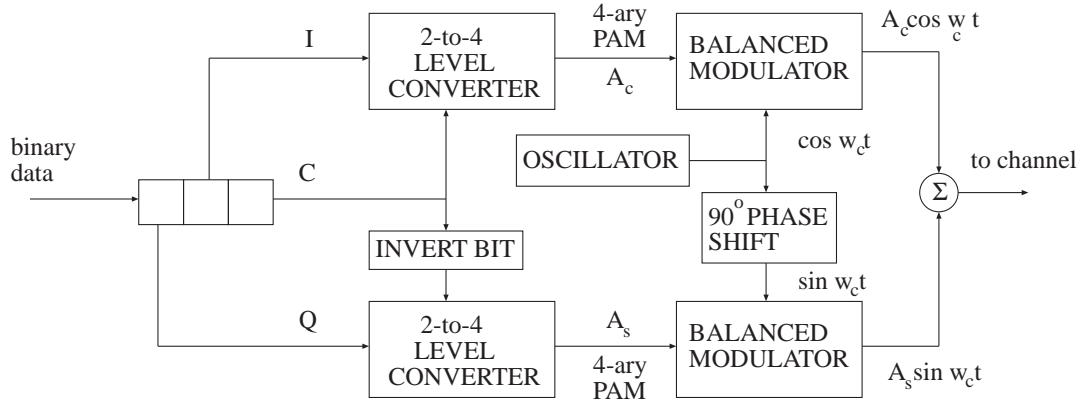 I
2-to-4
LEVEL
CONVERTER
4-ary
PAM
A_c
BALANCED
MODULATOR
A_c cos w_c t
binary
data
C
OSCILLATOR
cos w_c t
Σ
to channel
INVERT BIT
90° PHASE
SHIFT
sin w_c t
Q
2-to-4
LEVEL
CONVERTER
A_s
4-ary
PAM
BALANCED
MODULATOR
A_s sin w_c t